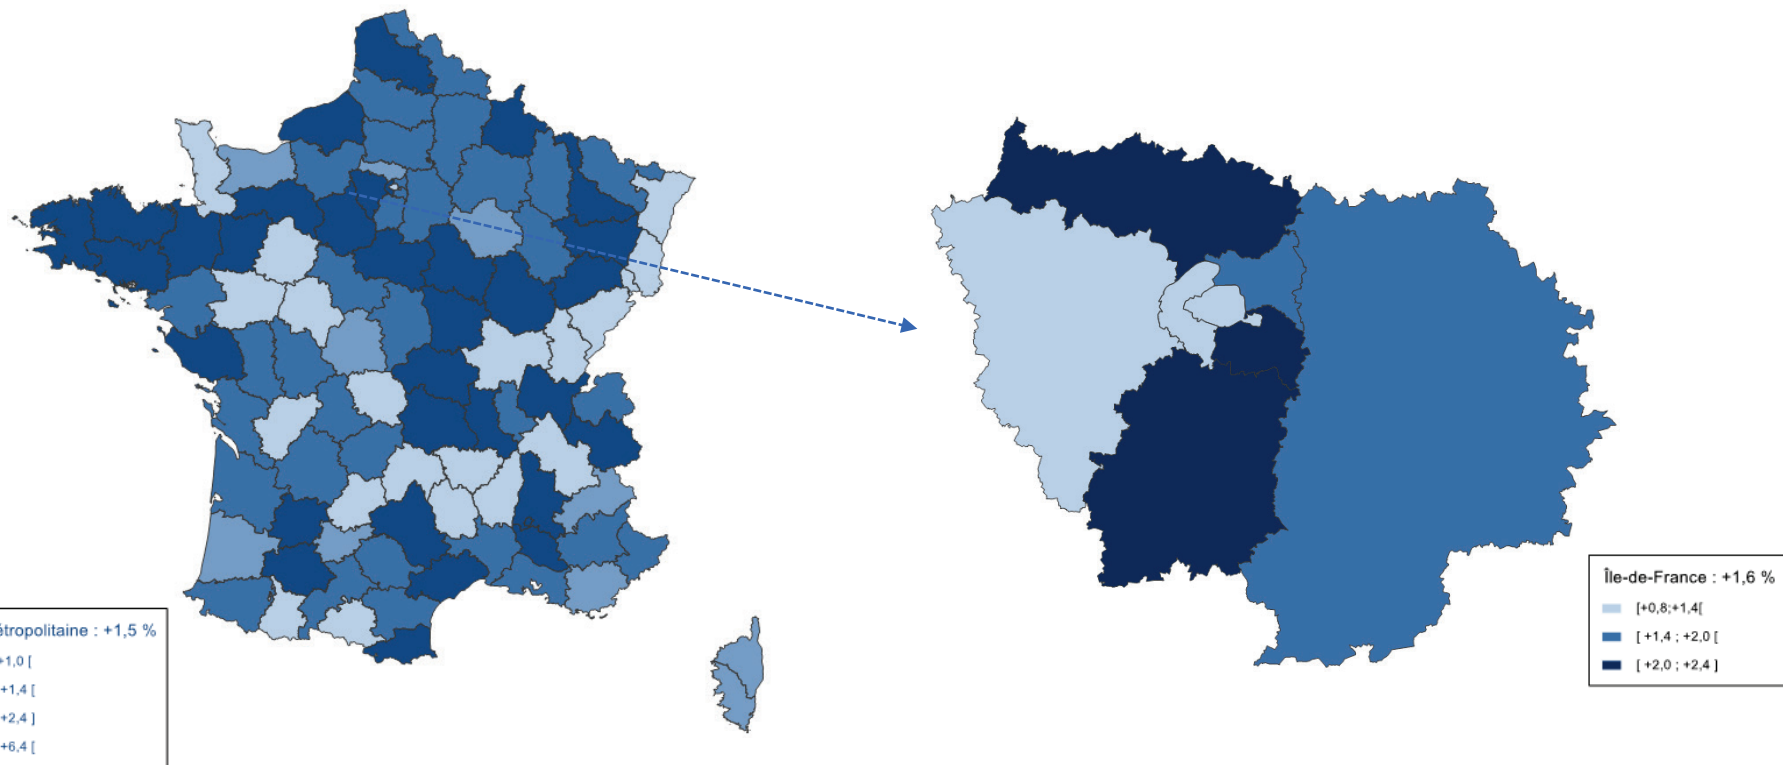 étropolitaine : +1,5 %
+1,0 [
+1,4 [
+2,4 ]
+6,4 [
Île-de-France : +1,6 %
[+0,8;+1,4[
[ +1,4 ; +2,0 [
[ +2,0 ; +2,4 ]